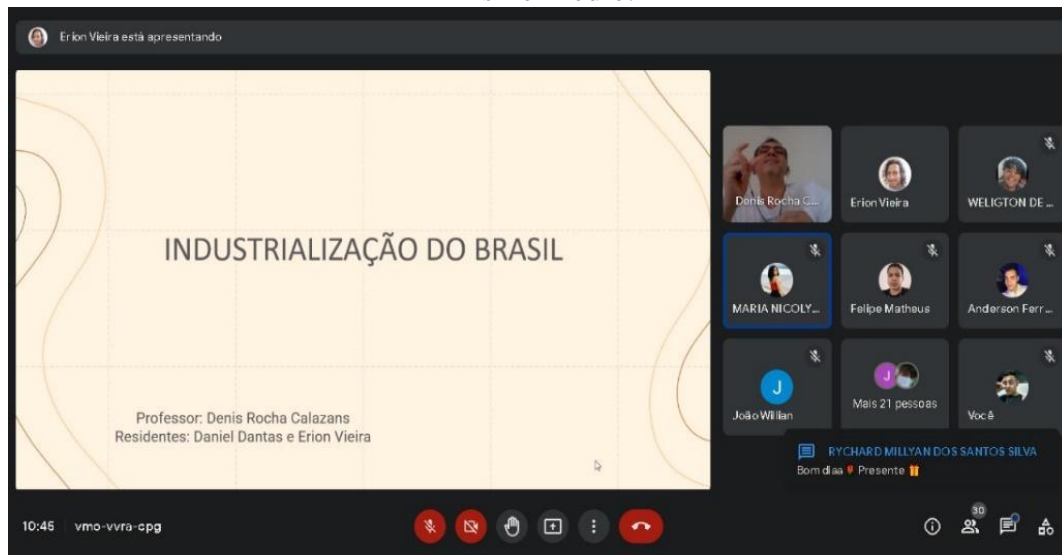 Erion Vieira está apresentando
INDUSTRIALIZAÇÃO DO BRASIL
Professor: Denis Rocha Calazans
Residentes: Daniel Dantas e Erion Vieira
Denis Rocha C...
Erion Vieira
WELIGTON DE ...
MARIA NICOLY...
Felipe Matheus
Anderson Ferr...
J
João Willian
J
Mais 21 pessoas
Você
RYCHARD MILLYAN DOS SANTOS SILVA
Bom diaa Presente
10:45 vmo-vvra-cpg
30